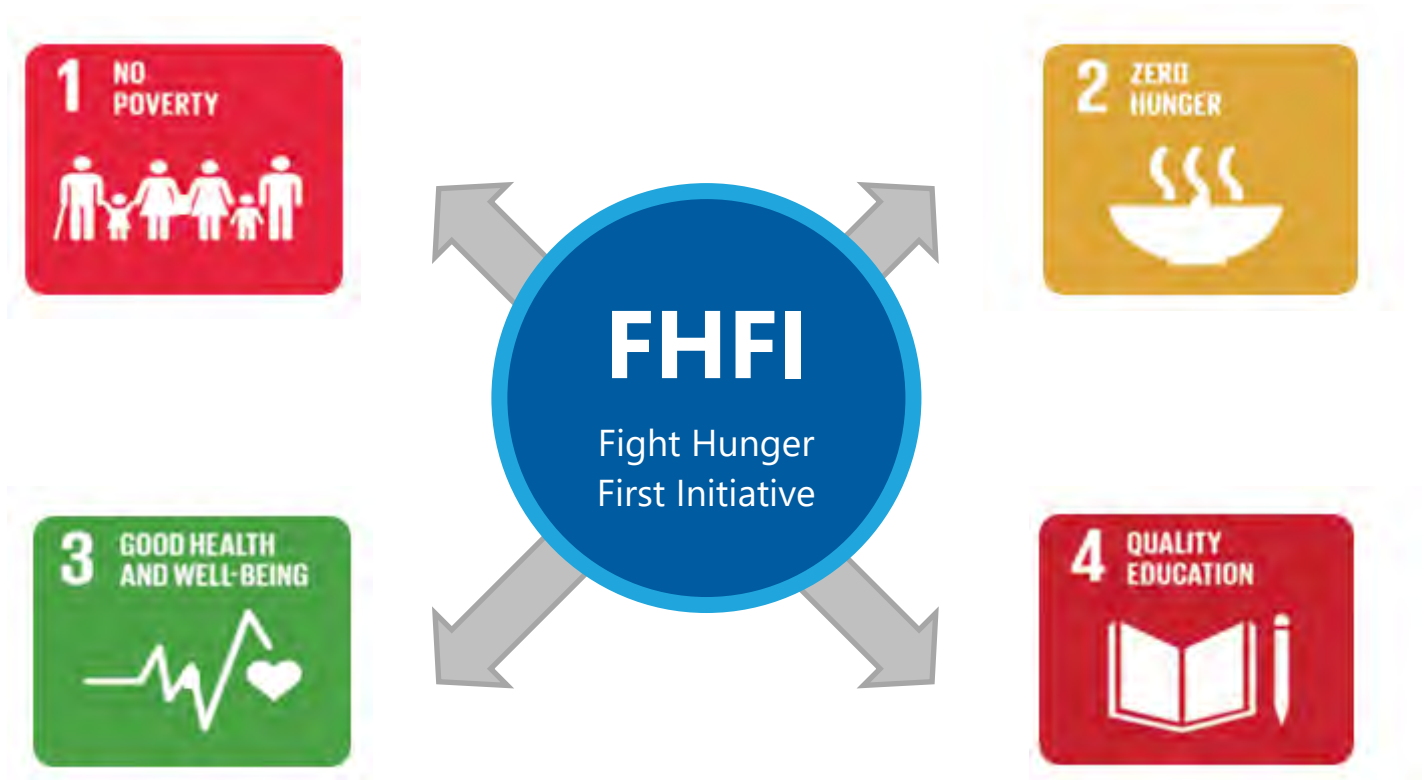 1 NO
POVERTY
2 ZERO
HUNGER
FHFI
Fight Hunger
First Initiative
3 GOOD HEALTH
AND WELL-BEING
4 QUALITY
EDUCATION